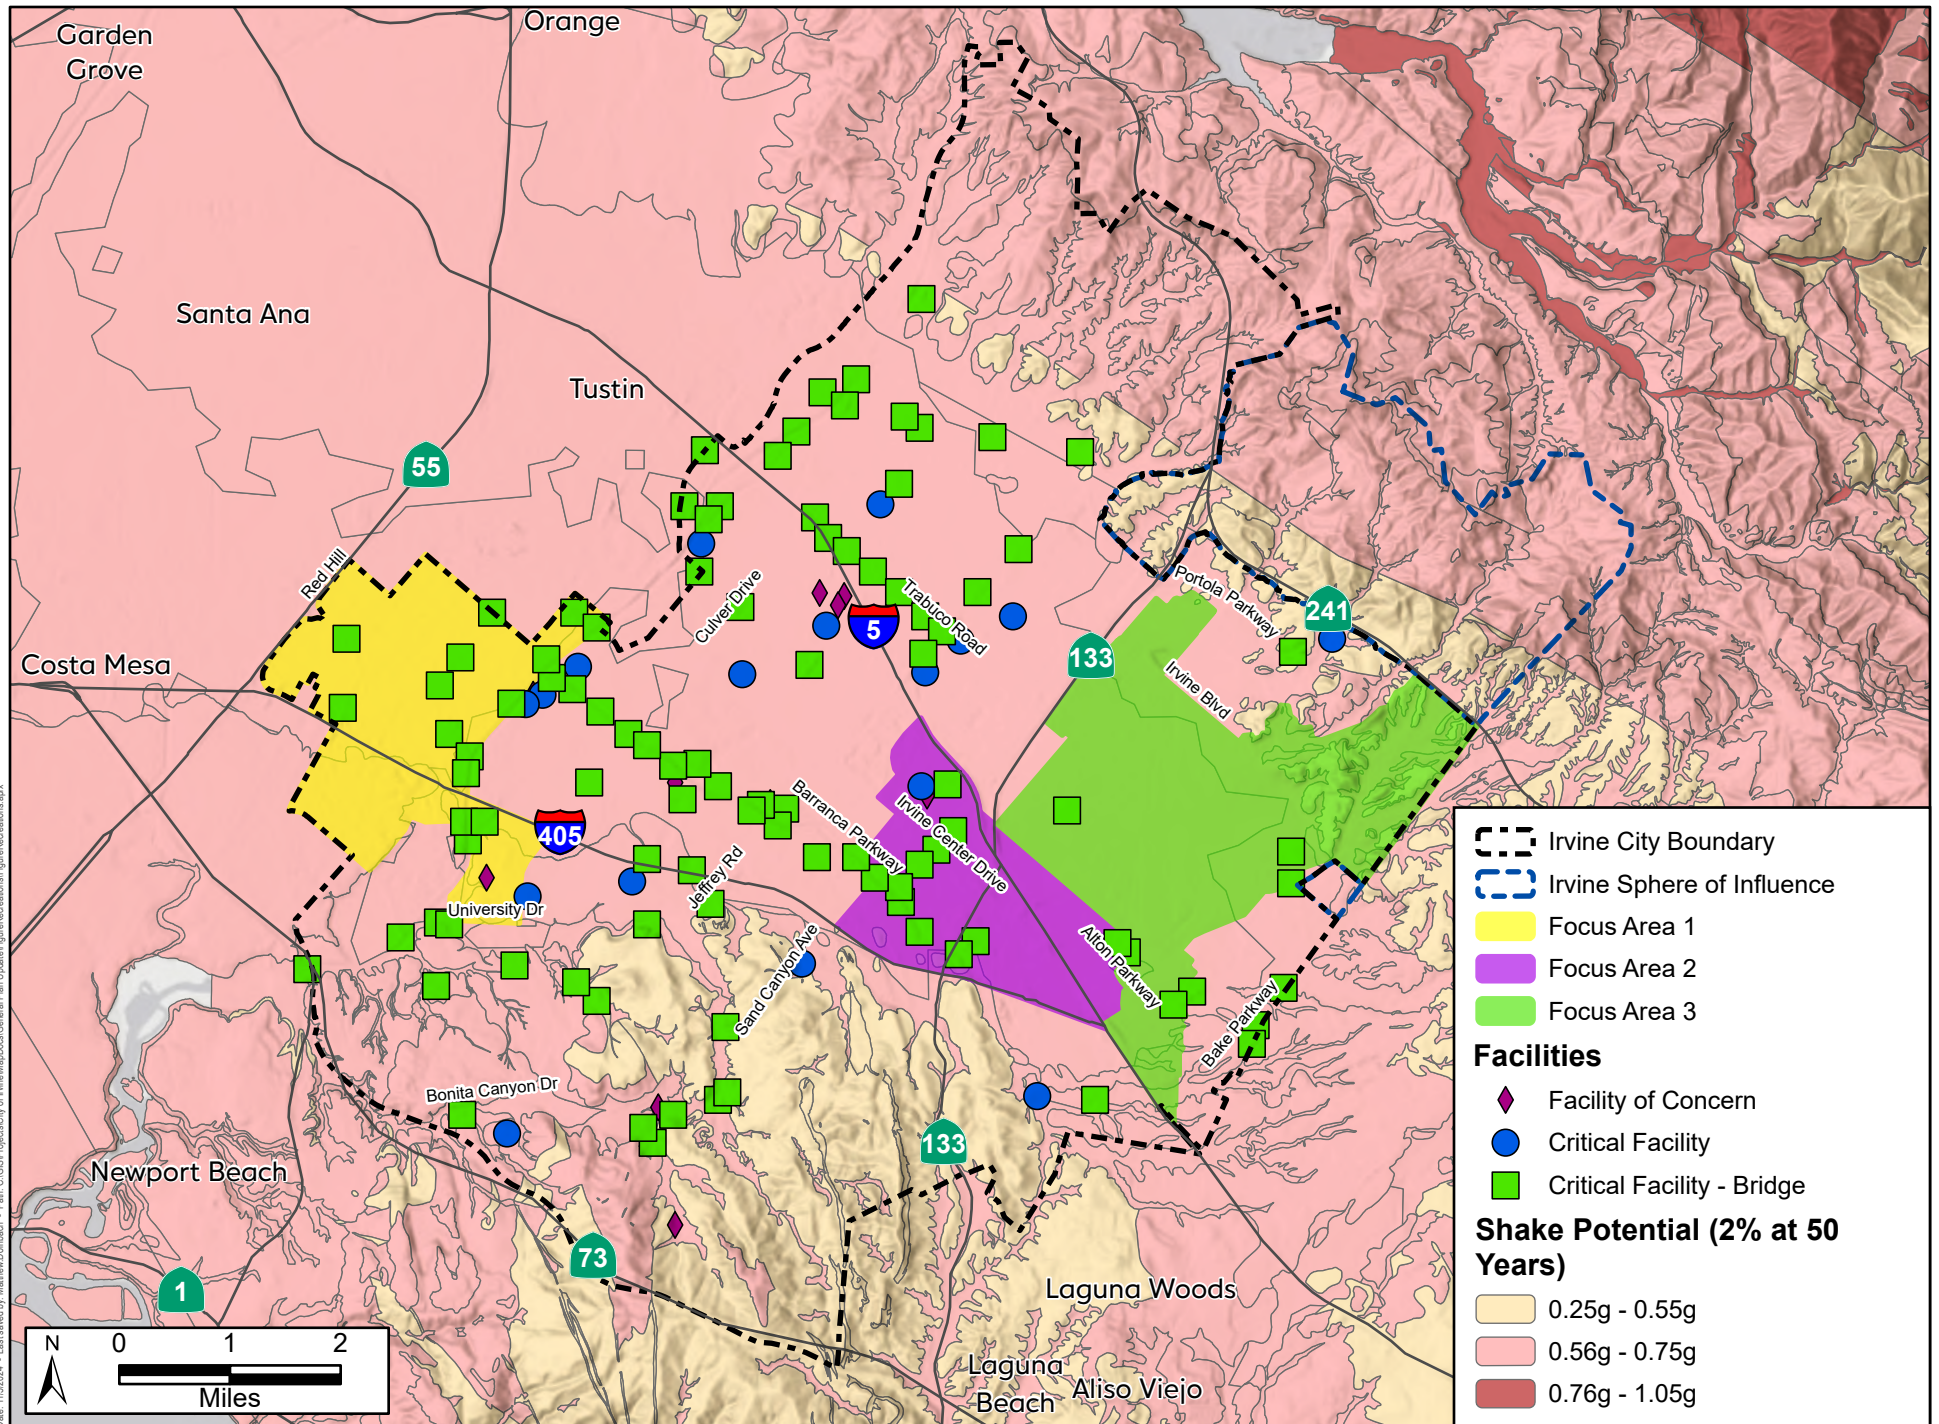 Garden
Grove
Orange
Santa Ana
Tustin
55
Red Hill
Culver Drive
Trabuco Road
5
Portola Parkway
241
133
Irvine Blvd
Costa Mesa
405
Barranca Parkway
Irvine Center Drive
Jeffrey Rd
University Dr
Sand Canyon Ave
Alton Parkway
Bake Parkway
Bonita Canyon Dr
133
Newport Beach
73
1
Laguna Woods
Laguna
Beach
Aliso Viejo
N
0 1 2
Miles
Irvine City Boundary
Irvine Sphere of Influence
Focus Area 1
Focus Area 2
Focus Area 3
Facilities
Facility of Concern
Critical Facility
Critical Facility - Bridge
Shake Potential (2% at 50
Years)
0.25g - 0.55g
0.56g - 0.75g
0.76g - 1.05g